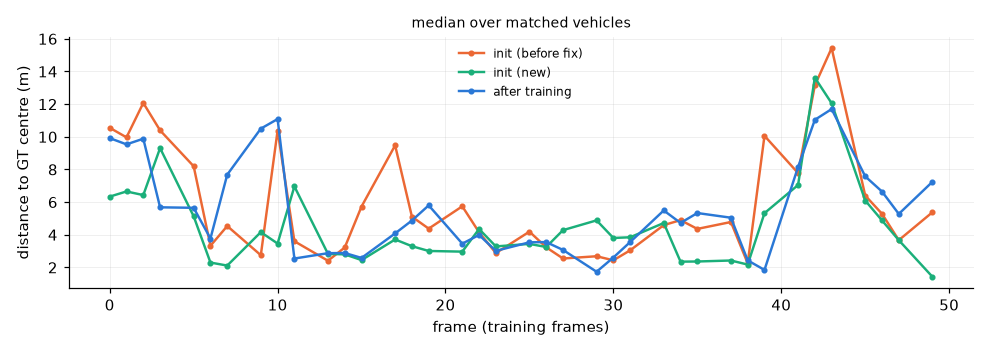 median over matched vehicles
distance to GT centre (m)
16
14
12
10
8
6
4
2
init (before fix)
init (new)
after training
0
10
20
30
40
50
frame (training frames)